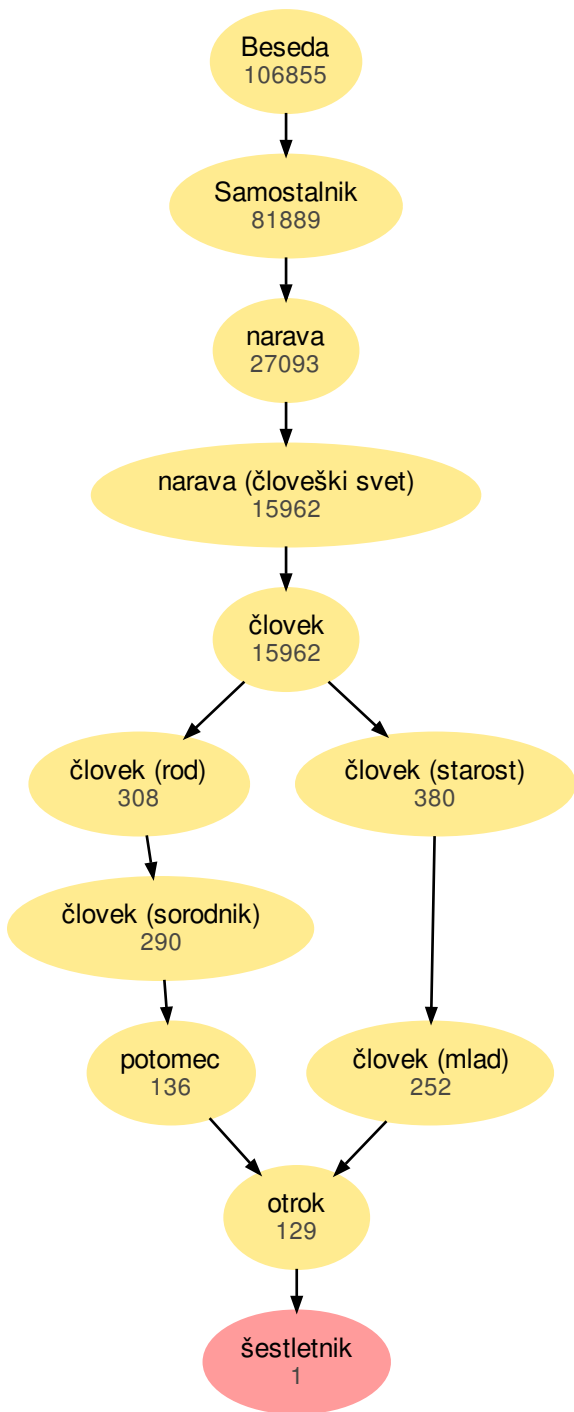 Beseda
106855
Samostalnik
81889
narava
27093
narava (človeški svet)
15962
človek
15962
človek (rod)
308
človek (starost)
380
človek (sorodnik)
290
potomec
136
človek (mlad)
252
otrok
129
šestletnik
1